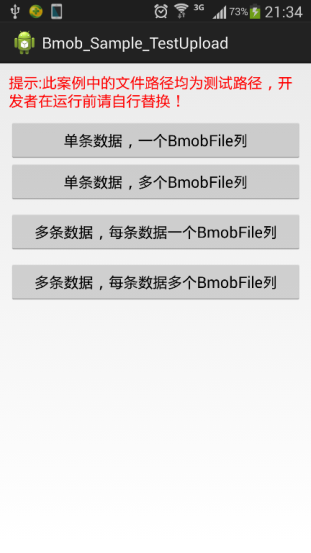 3G 73% 21:34
Bmob_Sample_TestUpload
提示:此案例中的文件路径均为测试路径，开
发者在运行前请自行替换！
单条数据，一个BmobFile列
单条数据，多个BmobFile列
多条数据，每条数据一个BmobFile列
多条数据，每条数据多个BmobFile列